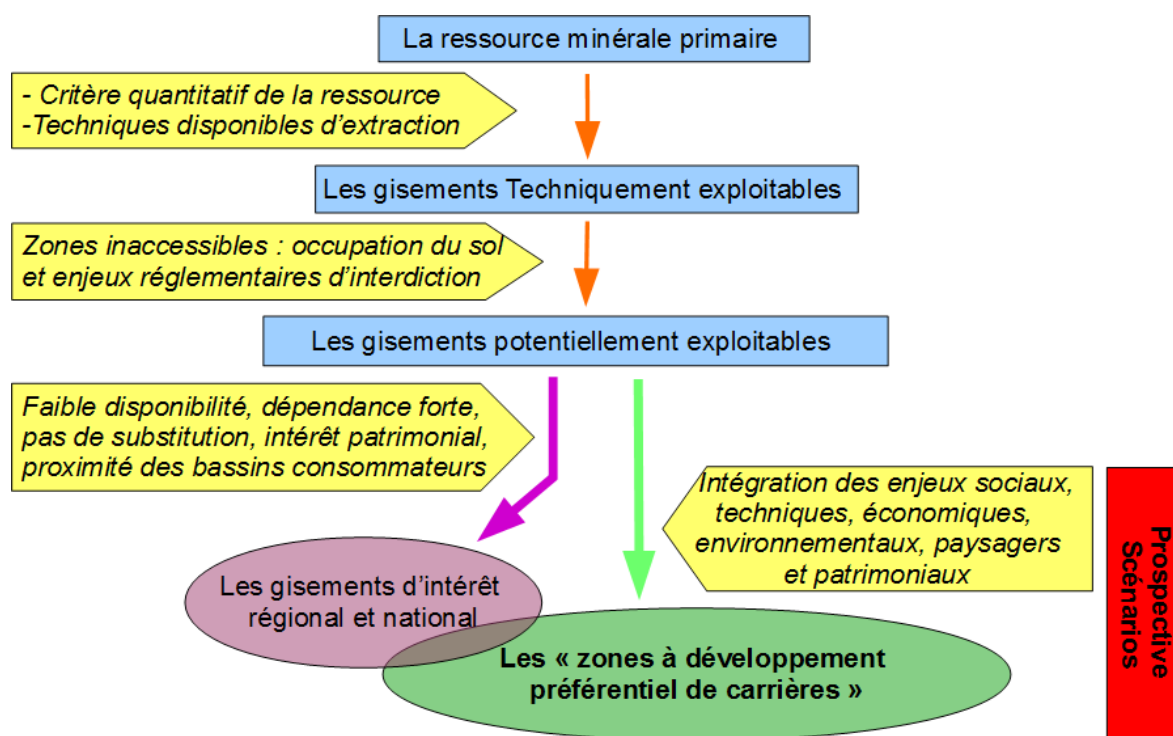 La ressource minérale primaire
- Critère quantitatif de la ressource
-Techniques disponibles d'extraction
Les gisements Techniquement exploitables
Zones inaccessibles : occupation du sol
et enjeux réglementaires d'interdiction
Les gisements potentiellement exploitables
Faible disponibilité, dépendance forte,
pas de substitution, intérêt patrimonial,
proximité des bassins consommateurs
Intégration des enjeux sociaux,
techniques, économiques,
environnementaux, paysagers
et patrimoniaux
Prospective
Scénarios
Les gisements d'intérêt
régional et national
Les « zones à développement
préférentiel de carrières »